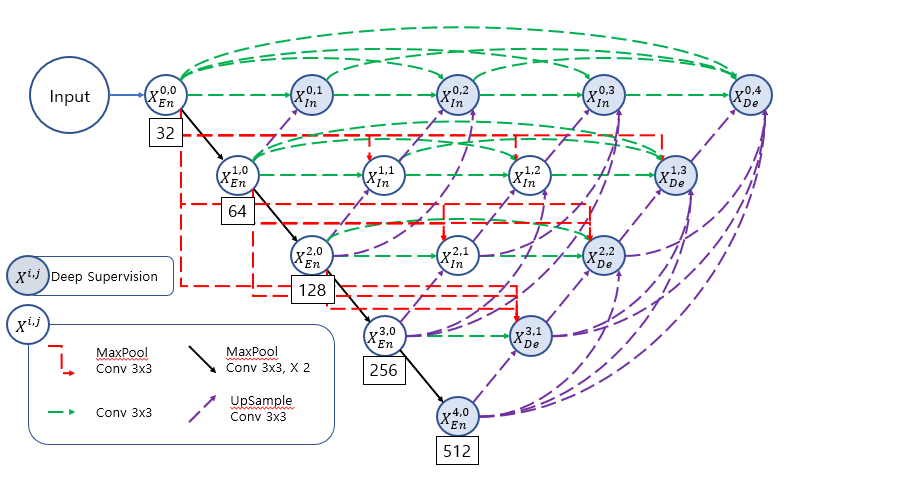 Input
X^{0,0}_{En}
X^{0,1}_{In}
X^{0,2}_{In}
X^{0,3}_{In}
X^{0,4}_{De}
32
X^{1,0}_{En}
X^{1,1}_{In}
X^{1,2}_{In}
X^{1,3}_{De}
64
X^{2,0}_{En}
X^{2,1}_{In}
X^{2,2}_{De}
128
X^{3,0}_{En}
X^{3,1}_{De}
256
X^{4,0}_{En}
512
X^{i,j} Deep Supervision
X^{i,j}
MaxPool
Conv 3x3
MaxPool
Conv 3x3, X 2
Conv 3x3
UpSample
Conv 3x3